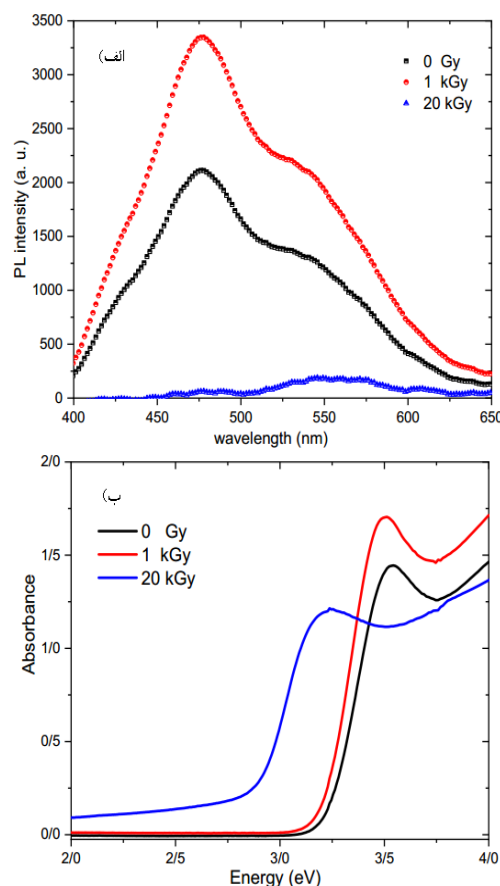 الف)
PL intensity (a. u.)
3500
3000
2500
2000
1500
1000
500
0
0 Gy
1 kGy
20 kGy
400 450 500 550 600 650
wavelength (nm)
ب)
Absorbance
2/0
1/5
1/0
0/5
0/0
0 Gy
1 kGy
20 kGy
2/0 2/5 3/0 3/5 4/0
Energy (eV)